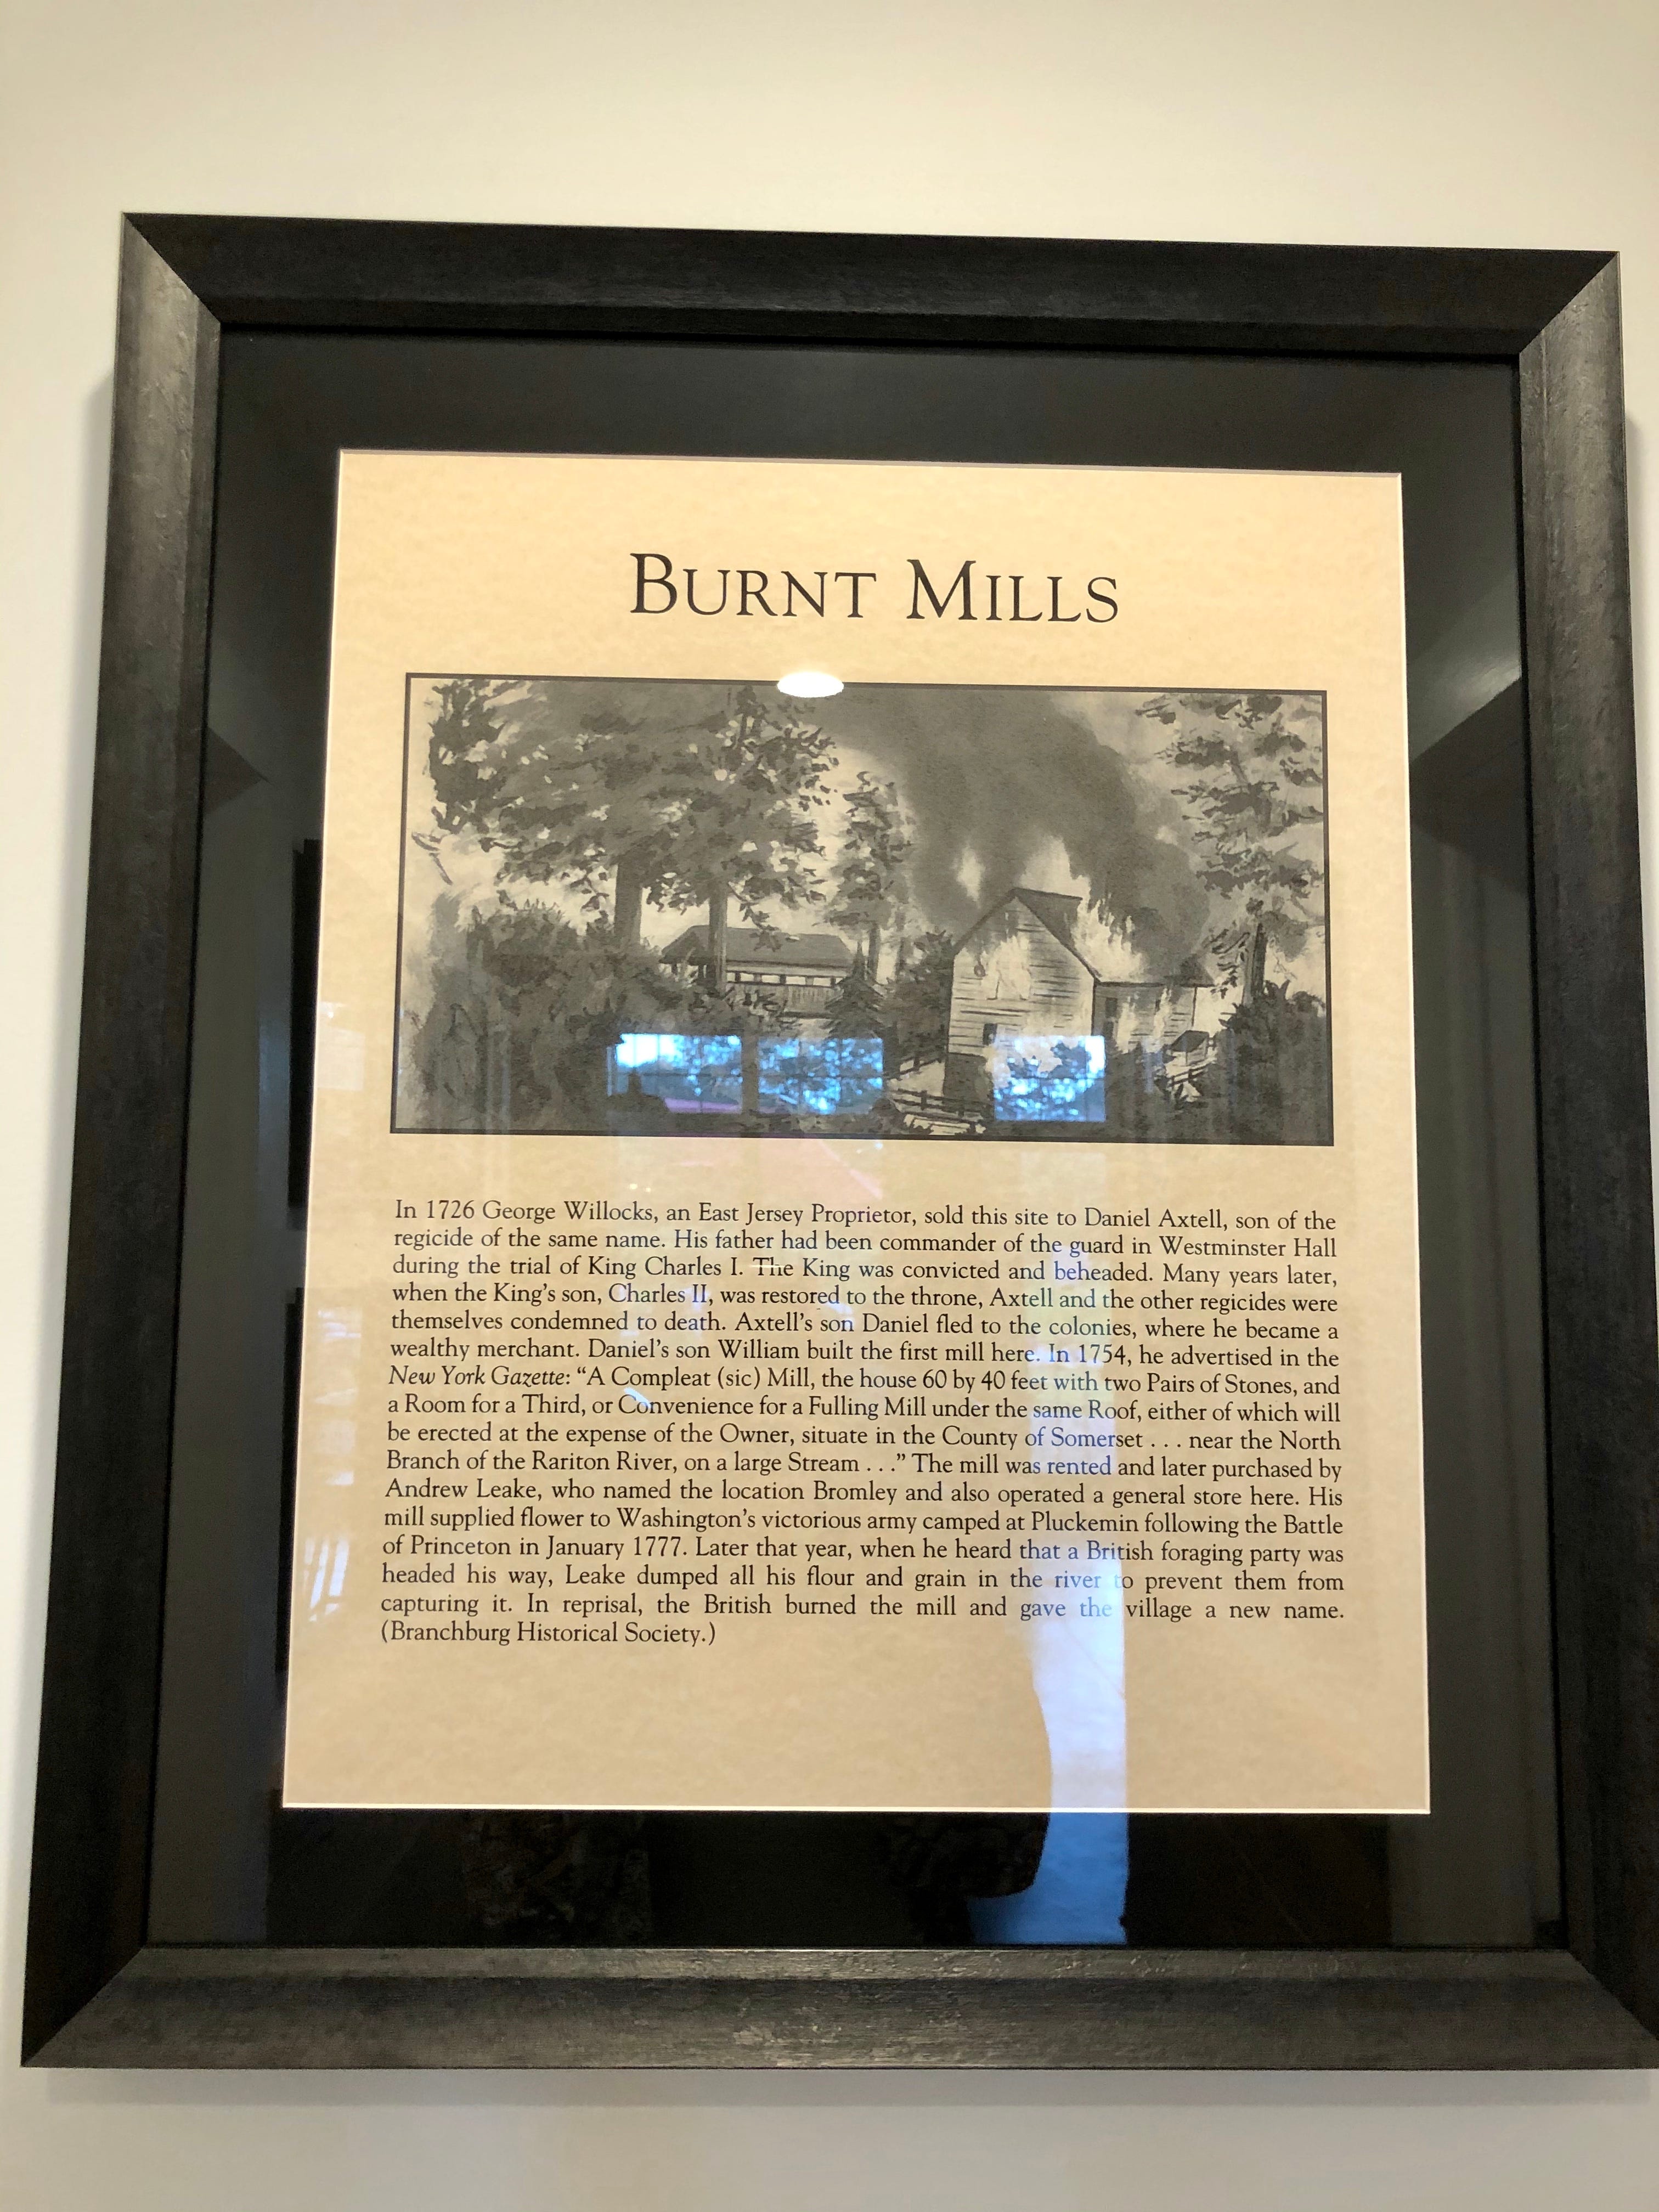 BURNT MILLS
In 1726 George Willocks, an East Jersey Proprietor, sold this site to Daniel Axtell, son of the
regicide of the same name. His father had been commander of the guard in Westminster Hall
during the trial of King Charles I. The King was convicted and beheaded. Many years later,
when the King's son, Charles II, was restored to the throne, Axtell and the other regicides were
themselves condemned to death. Axtell's son Daniel fled to the colonies, where he became a
wealthy merchant. Daniel's son William built the first mill here. In 1754, he advertised in the
New York Gazette: “A Compleat (sic) Mill, the house 60 by 40 feet with two Pairs of Stones, and
a Room for a Third, or Convenience for a Fulling Mill under the same Roof, either of which will
be erected at the expense of the Owner, situate in the County of Somerset . . . near the North
Branch of the Rariton River, on a large Stream . . .” The mill was rented and later purchased by
Andrew Leake, who named the location Bromley and also operated a general store here. His
mill supplied flower to Washington's victorious army camped at Pluckemin following the Battle
of Princeton in January 1777. Later that year, when he heard that a British foraging party was
headed his way, Leake dumped all his flour and grain in the river to prevent them from
capturing it. In reprisal, the British burned the mill and gave the village a new name.
(Branchburg Historical Society.)